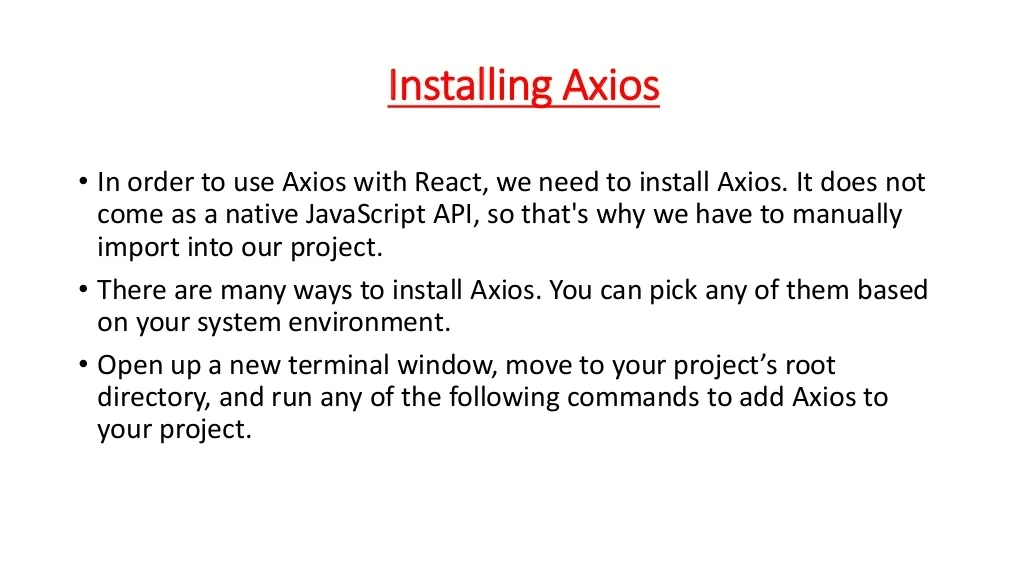 Installing Axios
• In order to use Axios with React, we need to install Axios. It does not
come as a native JavaScript API, so that's why we have to manually
import into our project.
• There are many ways to install Axios. You can pick any of them based
on your system environment.
• Open up a new terminal window, move to your project’s root
directory, and run any of the following commands to add Axios to
your project.